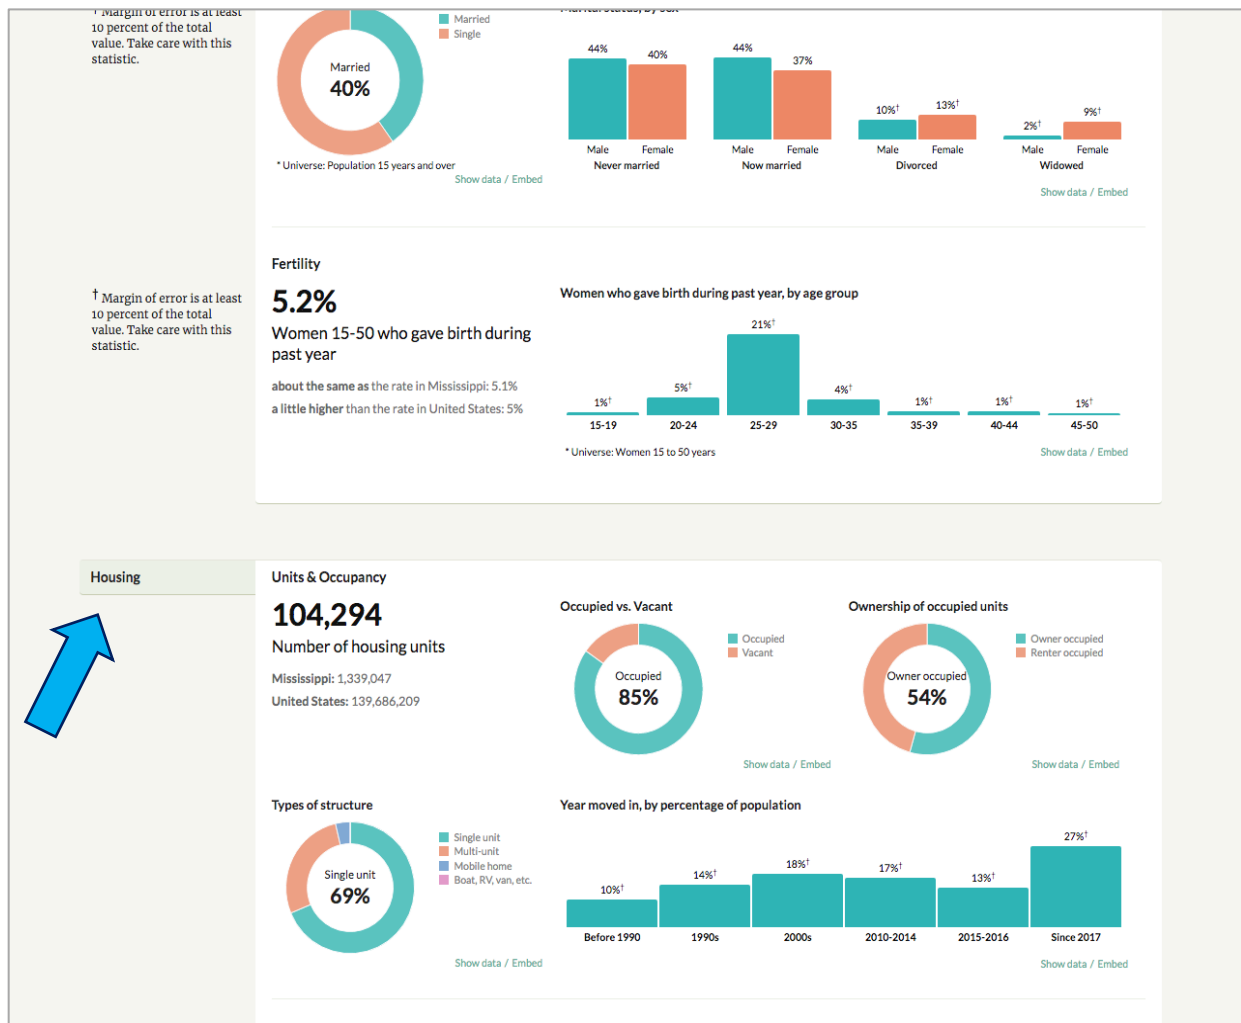 † Margin of error is at least
10 percent of the total
value. Take care with this
statistic.
Married
Single
Married
40%
* Universe: Population 15 years and over
Show data / Embed
Marital status, by sex
44%
40%
44%
37%
10%†
13%†
2%†
9%†
Male
Female
Male
Female
Male
Female
Male
Female
Never married
Now married
Divorced
Widowed
Show data / Embed
Fertility
† Margin of error is at least
10 percent of the total
value. Take care with this
statistic.
5.2%
Women 15-50 who gave birth during
past year
about the same as the rate in Mississippi: 5.1%
a little higher than the rate in United States: 5%
Women who gave birth during past year, by age group
1%†
5%†
21%†
4%†
1%†
1%†
1%†
15-19
20-24
25-29
30-35
35-39
40-44
45-50
* Universe: Women 15 to 50 years
Show data / Embed
Housing
Units & Occupancy
104,294
Number of housing units
Mississippi: 1,339,047
United States: 139,686,209
Occupied vs. Vacant
Occupied
Vacant
Occupied
85%
Show data / Embed
Ownership of occupied units
Owner occupied
Renter occupied
Owner occupied
54%
Show data / Embed
Types of structure
Single unit
Multi-unit
Mobile home
Boat, RV, van, etc.
Single unit
69%
Show data / Embed
Year moved in, by percentage of population
10%†
14%†
18%†
17%†
13%†
27%†
Before 1990
1990s
2000s
2010-2014
2015-2016
Since 2017
Show data / Embed